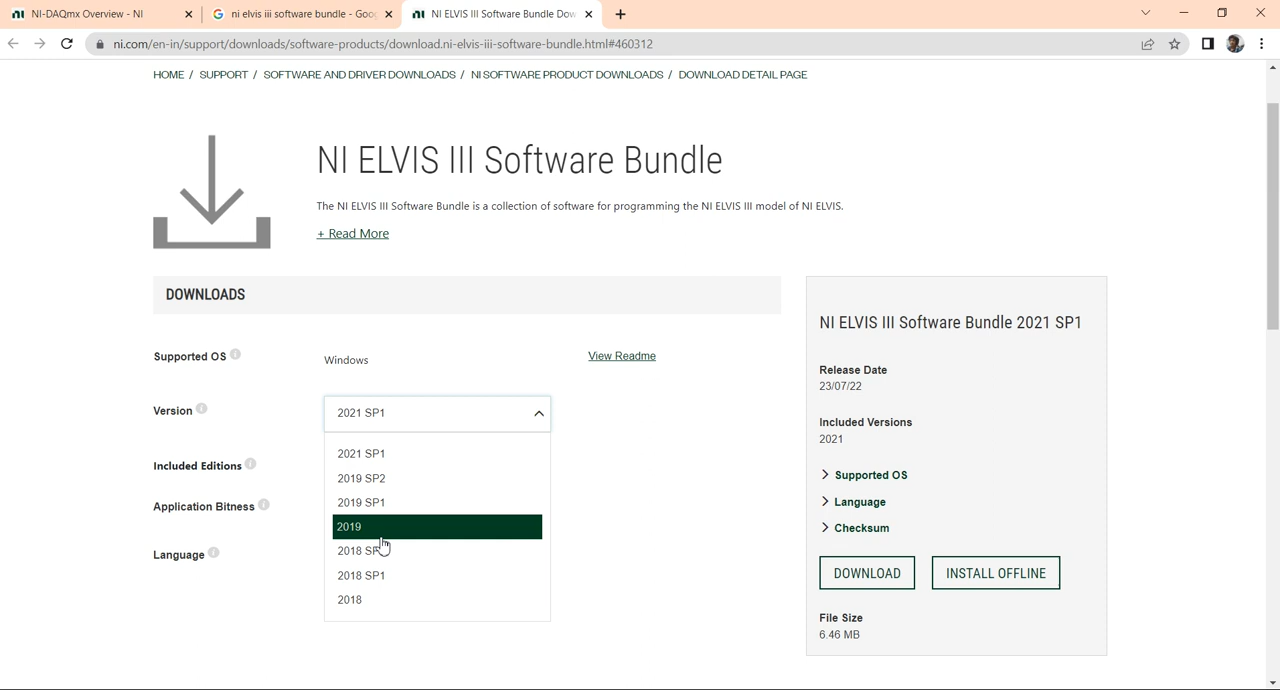 NI-DAQmx Overview - NI
ni elvis iii software bundle - Goog
NI ELVIS III Software Bundle Dow
ni.com/en-in/support/downloads/software-products/download.ni-elvis-iii-software-bundle.html#460312
HOME / SUPPORT / SOFTWARE AND DRIVER DOWNLOADS / NI SOFTWARE PRODUCT DOWNLOADS / DOWNLOAD DETAIL PAGE
NI ELVIS III Software Bundle
The NI ELVIS III Software Bundle is a collection of software for programming the NI ELVIS III model of NI ELVIS.
+ Read More
DOWNLOADS
Supported OS
Windows
View Readme
Version
2021 SP1
2021 SP1
2019 SP2
2019 SP1
2019
2018 SP
2018 SP1
2018
Included Editions
Application Bitness
Language
NI ELVIS III Software Bundle 2021 SP1
Release Date
23/07/22
Included Versions
2021
Supported OS
Language
Checksum
DOWNLOAD
INSTALL OFFLINE
File Size
6.46 MB